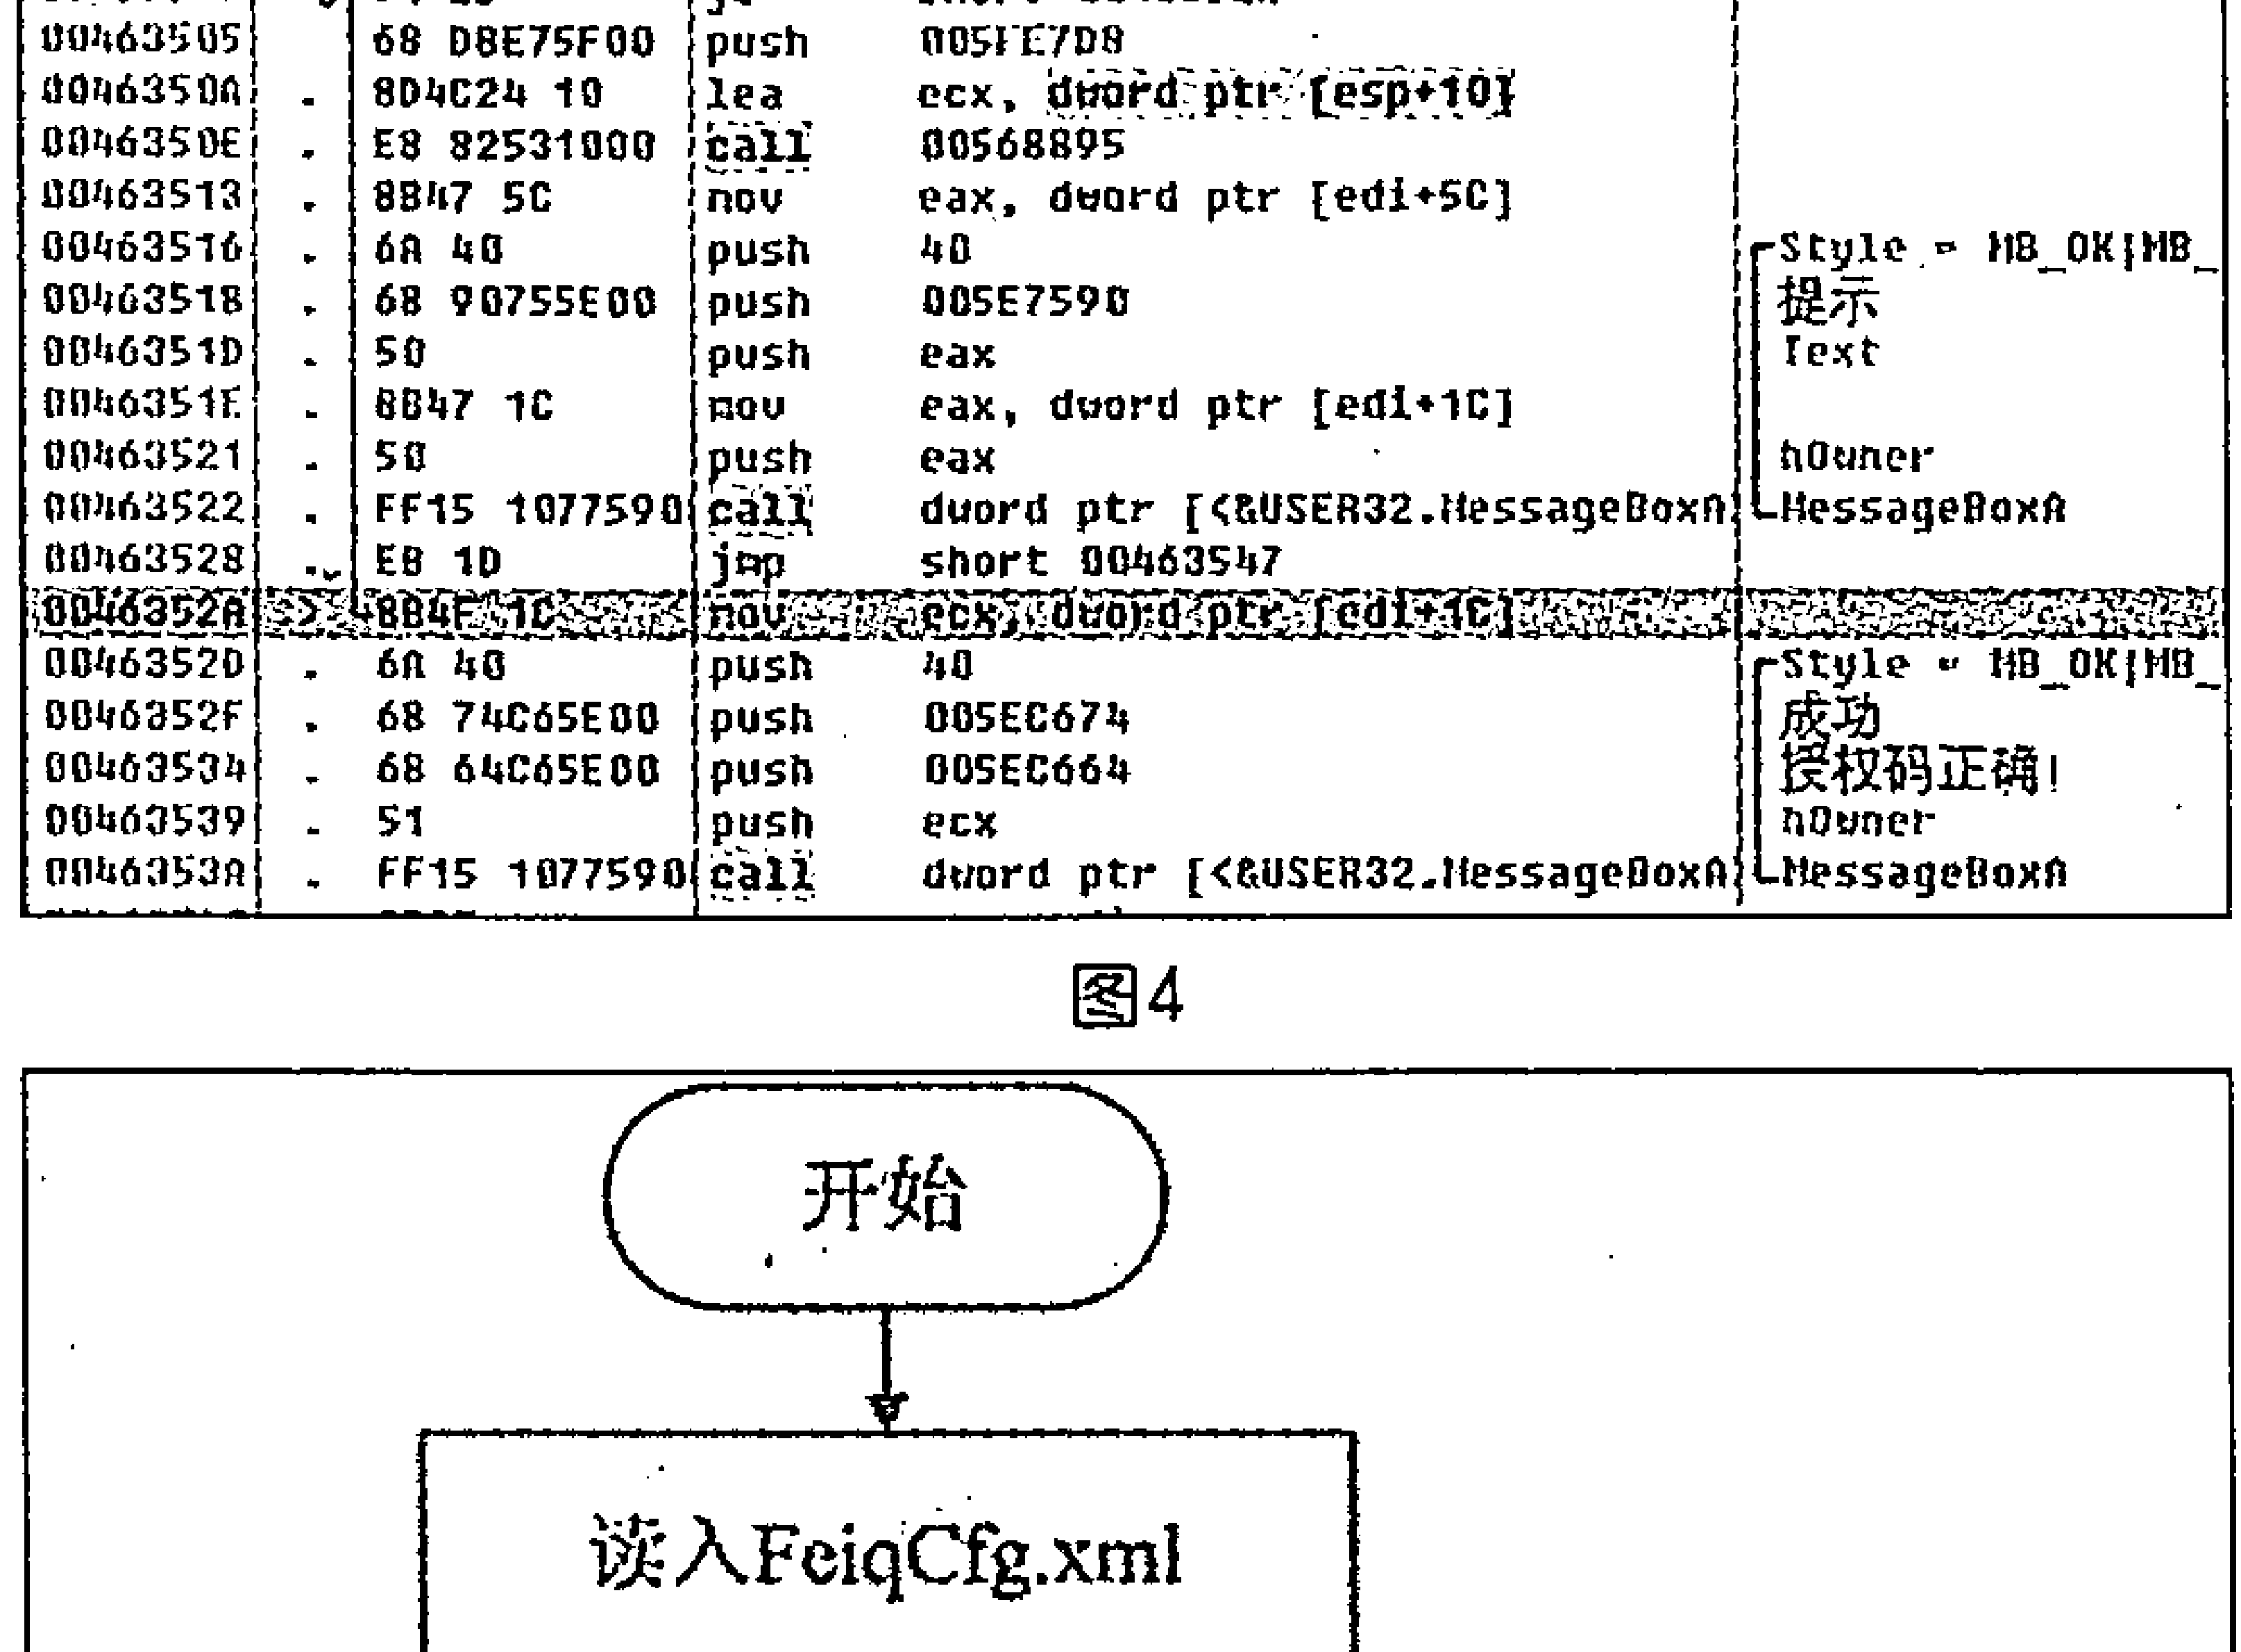 00463505 68 D8E75F00 push 005FE7D8
0046350A . 8D4C24 10 lea ecx, dword ptr [esp+10]
0046350E . E8 82531000 call 00568895
00463513 . 8B47 5C mov eax, dword ptr [edi+5C]
00463516 . 6A 40 push 40 Style = MB_OK|MB_
00463518 . 68 90755E00 push 005E7590 提示
0046351D . 50 push eax Text
0046351E . 8B47 1C mov eax, dword ptr [edi+1C]
00463521 . 50 push eax hOwner
00463522 . FF15 1077590 call dword ptr [<&USER32.MessageBoxA MessageBoxA
00463528 . EB 1D jmp short 00463547
0046352A > 8B4F 1C mov ecx, dword ptr [edi+1C]
0046352D . 6A 40 push 40 Style = MB_OK|MB_
0046352F . 68 74C65E00 push 005EC674 成功
00463534 . 68 64C65E00 push 005EC664 授权码正确!
00463539 . 51 push ecx hOwner
0046353A . FF15 1077590 call dword ptr [<&USER32.MessageBoxA MessageBoxA
图4
开始
读入FeiqCfg.xml